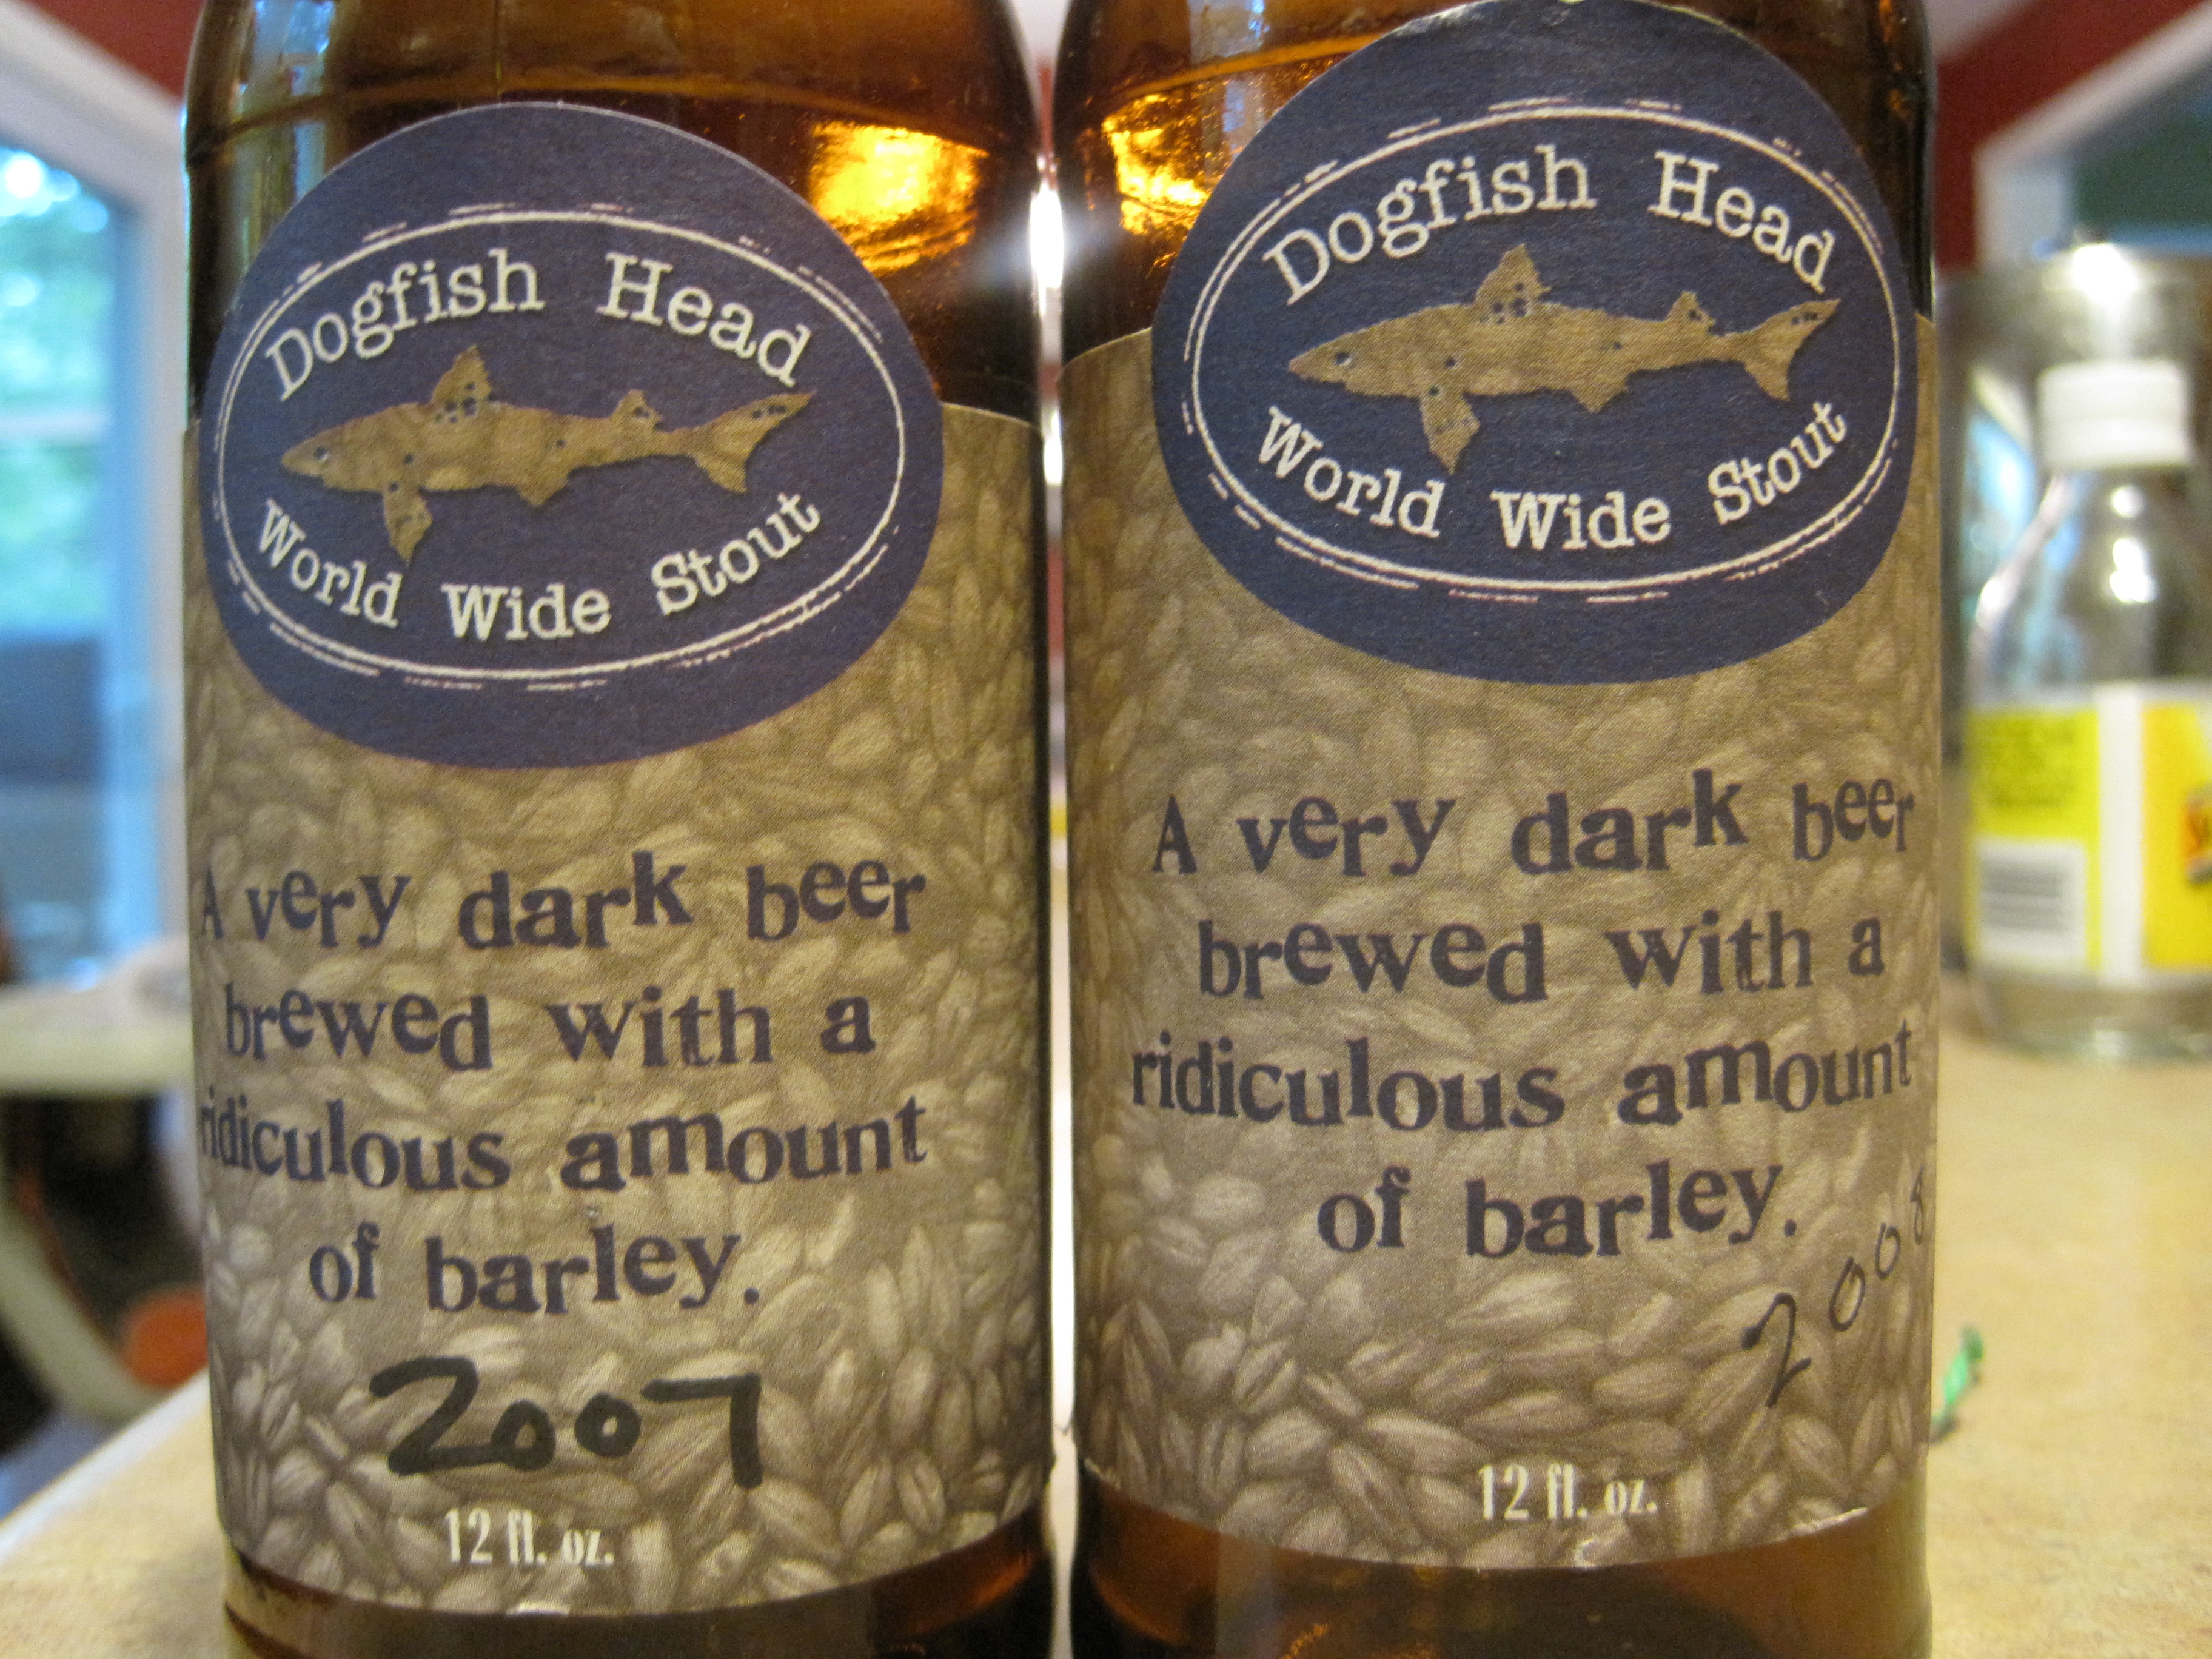 Dogfish Head
World Wide Stout
A very dark beer
brewed with a
ridiculous amount
of barley.
2007
12 fl. oz.
Dogfish Head
World Wide Stout
A very dark beer
brewed with a
ridiculous amount
of barley.
2008
12 fl. oz.